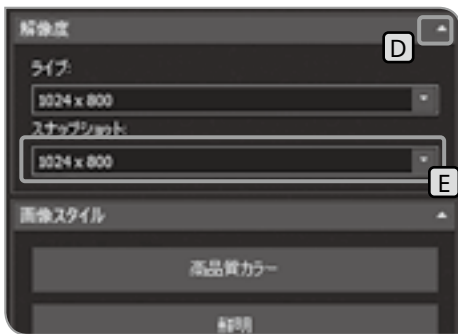 解像度
D
ライブ:
1024 x 800
スナップショット:
1024 x 800
E
画像スタイル
高品質カラー
鮮明